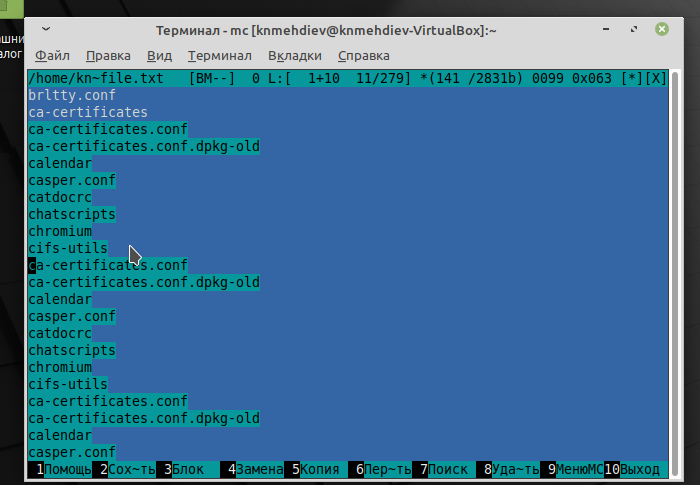 ашни
алог
Терминал - mc [knmehdiev@knmehdiev-VirtualBox]:~
Файл Правка Вид Терминал Вкладки Справка
/home/kn~file.txt [BM--] 0 L:[ 1+10 11/279] *(141 /2831b) 0099 0x063 [*][X]
brltty.conf
ca-certificates
ca-certificates.conf
ca-certificates.conf.dpkg-old
calendar
casper.conf
catdocrc
chatscripts
chromium
cifs-utils
ca-certificates.conf
ca-certificates.conf.dpkg-old
calendar
casper.conf
catdocrc
chatscripts
chromium
cifs-utils
ca-certificates.conf
ca-certificates.conf.dpkg-old
calendar
casper.conf
1Помощь 2Сох~ть 3Блок 4Замена 5Копия 6Пер~ть 7Поиск 8Уда~ть 9МенюMC 10Выход